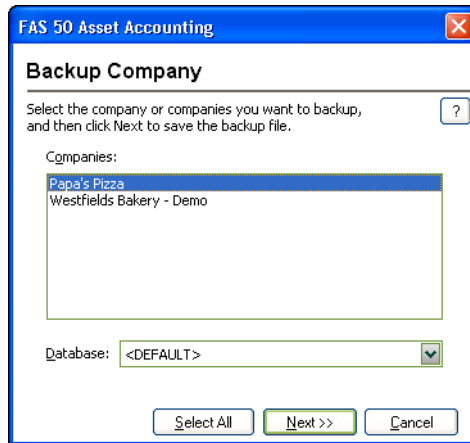 FAS 50 Asset Accounting
Backup Company
Select the company or companies you want to backup,
and then click Next to save the backup file.
?
Companies:
Papa's Pizza
Westfields Bakery - Demo
Database: <DEFAULT>
Select All Next >> Cancel